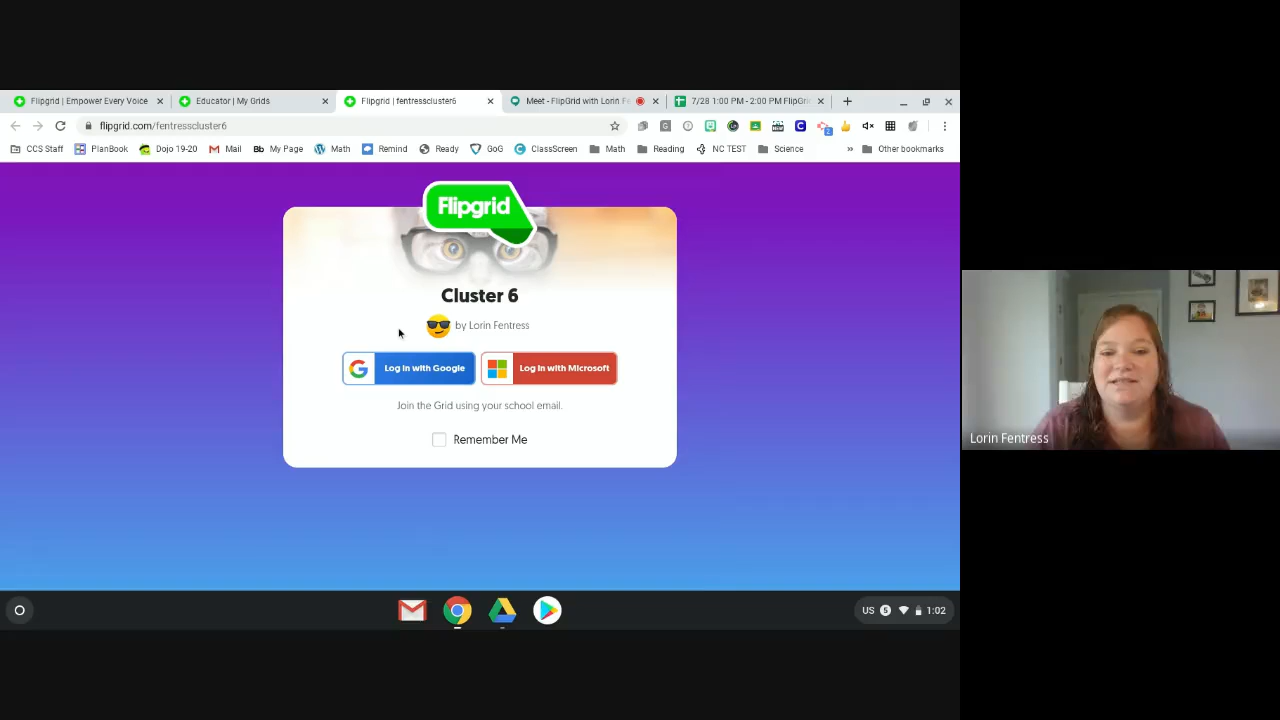 Flipgrid | Empower Every Voice
Educator | My Grids
Flipgrid | fentresscluster6
Meet - FlipGrid with Lorin Fe
7/28 1:00 PM - 2:00 PM FlipGri
flipgrid.com/fentresscluster6
CCS Staff
PlanBook
Dojo 19-20
Mail
Bb My Page
Math
Remind
Ready
GoG
ClassScreen
Math
Reading
NC TEST
Science
»
Other bookmarks
Flipgrid
Cluster 6
by Lorin Fentress
Log in with Google
Log in with Microsoft
Join the Grid using your school email.
Remember Me
Lorin Fentress
US 5 1:02